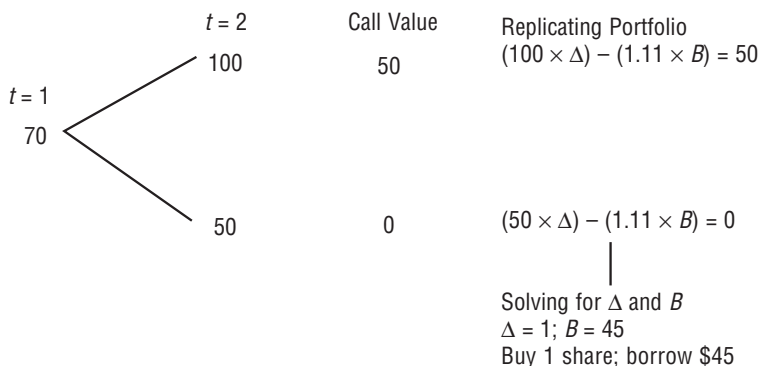 t = 2 Call Value Replicating Portfolio
100 50 (100 × Δ) – (1.11 × B) = 50
t = 1
70
50 0 (50 × Δ) – (1.11 × B) = 0
Solving for Δ and B
Δ = 1; B = 45
Buy 1 share; borrow $45